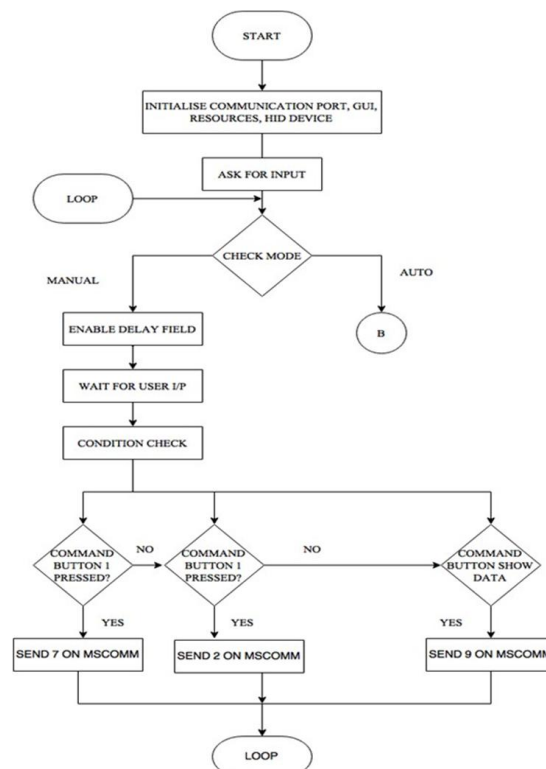 START
INITIALISE COMMUNICATION PORT, GUI,
RESOURCES, HID DEVICE
ASK FOR INPUT
LOOP
CHECK MODE
MANUAL
AUTO
ENABLE DELAY FIELD
B
WAIT FOR USER I/P
CONDITION CHECK
COMMAND
BUTTON 1
PRESSED?
NO
COMMAND
BUTTON 1
PRESSED?
NO
COMMAND
BUTTON SHOW
DATA
YES
YES
YES
SEND 7 ON MSCOMM
SEND 2 ON MSCOMM
SEND 9 ON MSCOMM
LOOP